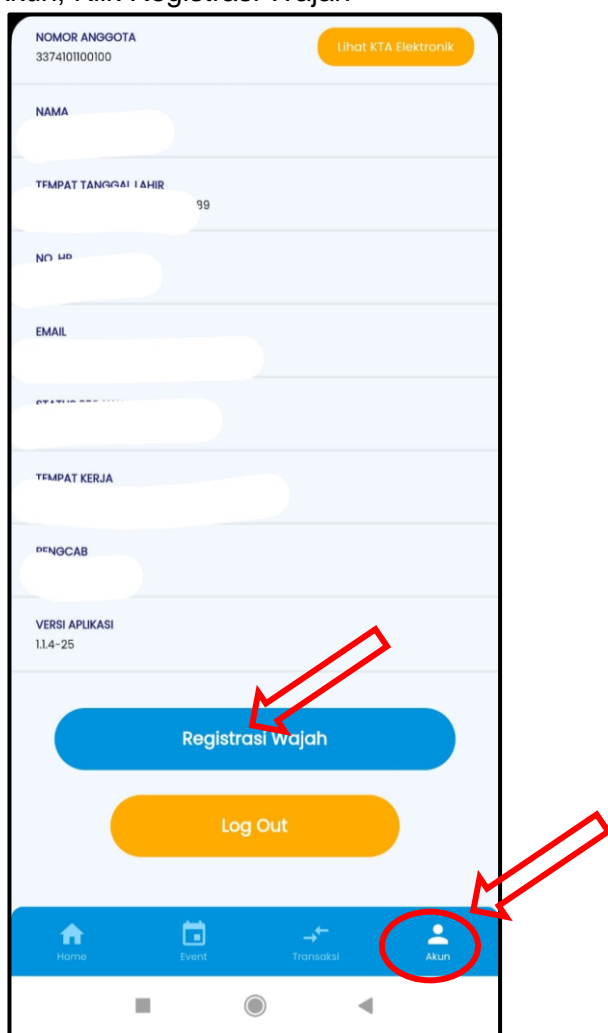 Klik Registrasi Wajah
NOMOR ANGGOTA
3374101100100
Lihat KTA Elektronik
NAMA
TEMPAT TANGGAL LAHIR
89
NO. HP
EMAIL
TEMPAT KERJA
PENGCAB
VERSI APLIKASI
1.1.4-25
Registrasi Wajah
Log Out
Home
Event
Transaksi
Akun